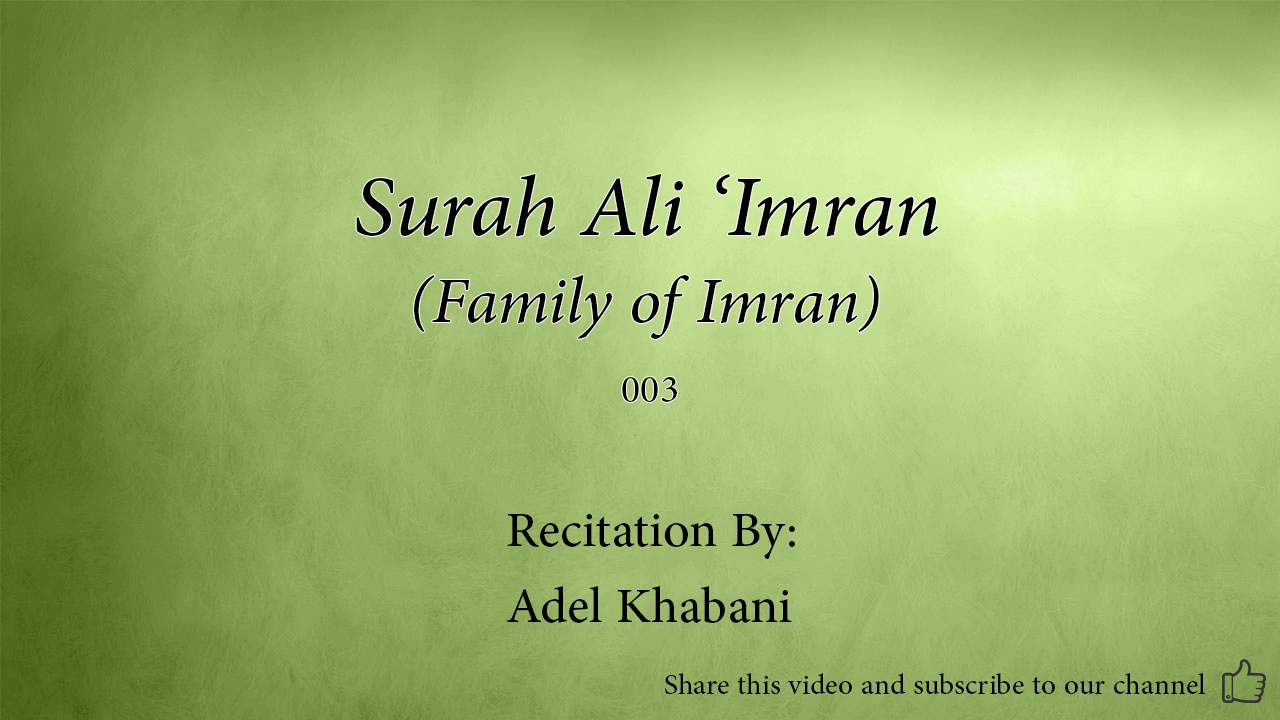 Surah Ali ‘Imran
(Family of Imran)
003
Recitation By:
Adel Khabani
Share this video and subscribe to our channel